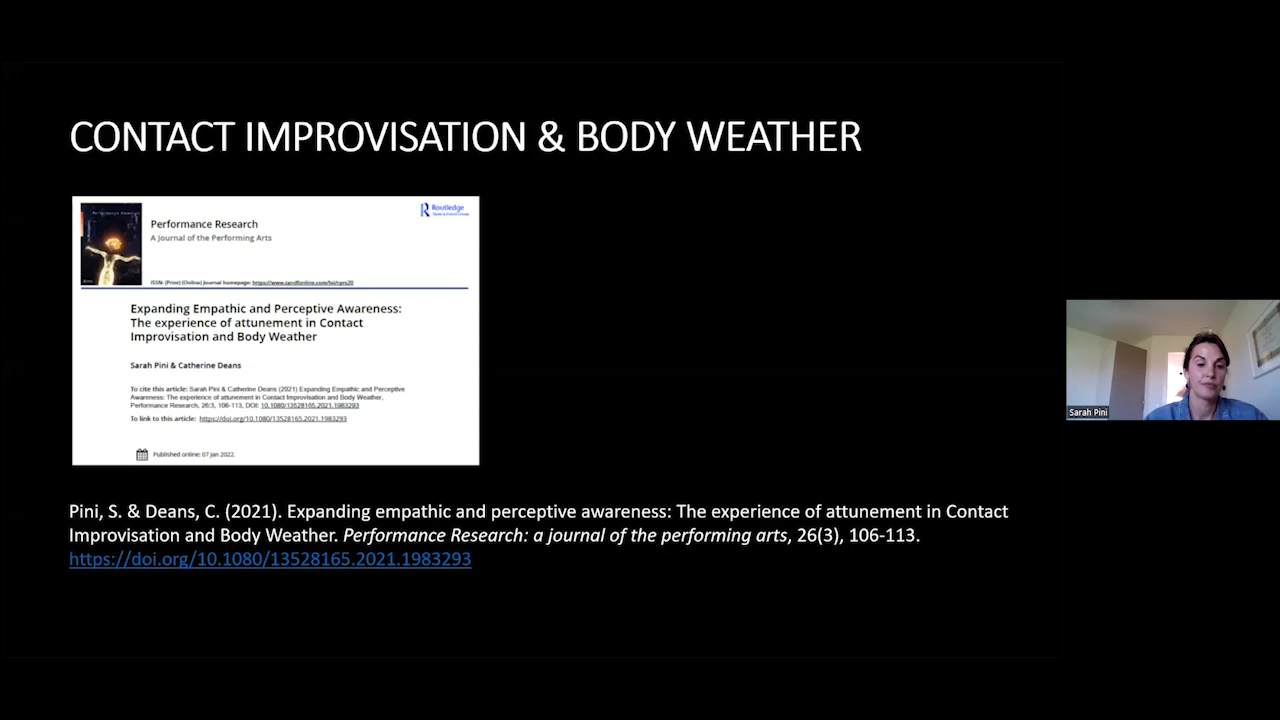 CONTACT IMPROVISATION & BODY WEATHER
Routledge
Performance Research
A Journal of the Performing Arts
ISSN: (Print) (Online) Journal homepage: https://www.tandfonline.com/loi/rprs20
Expanding Empathic and Perceptive Awareness:
The experience of attunement in Contact
Improvisation and Body Weather
Sarah Pini & Catherine Deans
To cite this article: Sarah Pini & Catherine Deans (2021) Expanding Empathic and Perceptive
Awareness: The experience of attunement in Contact Improvisation and Body Weather,
Performance Research, 26:3, 106-113, DOI: 10.1080/13528165.2021.1983293
To link to this article: https://doi.org/10.1080/13528165.2021.1983293
Published online: 07 Jan 2022.
Pini, S. & Deans, C. (2021). Expanding empathic and perceptive awareness: The experience of attunement in Contact
Improvisation and Body Weather. Performance Research: a journal of the performing arts, 26(3), 106-113.
https://doi.org/10.1080/13528165.2021.1983293
Sarah Pini